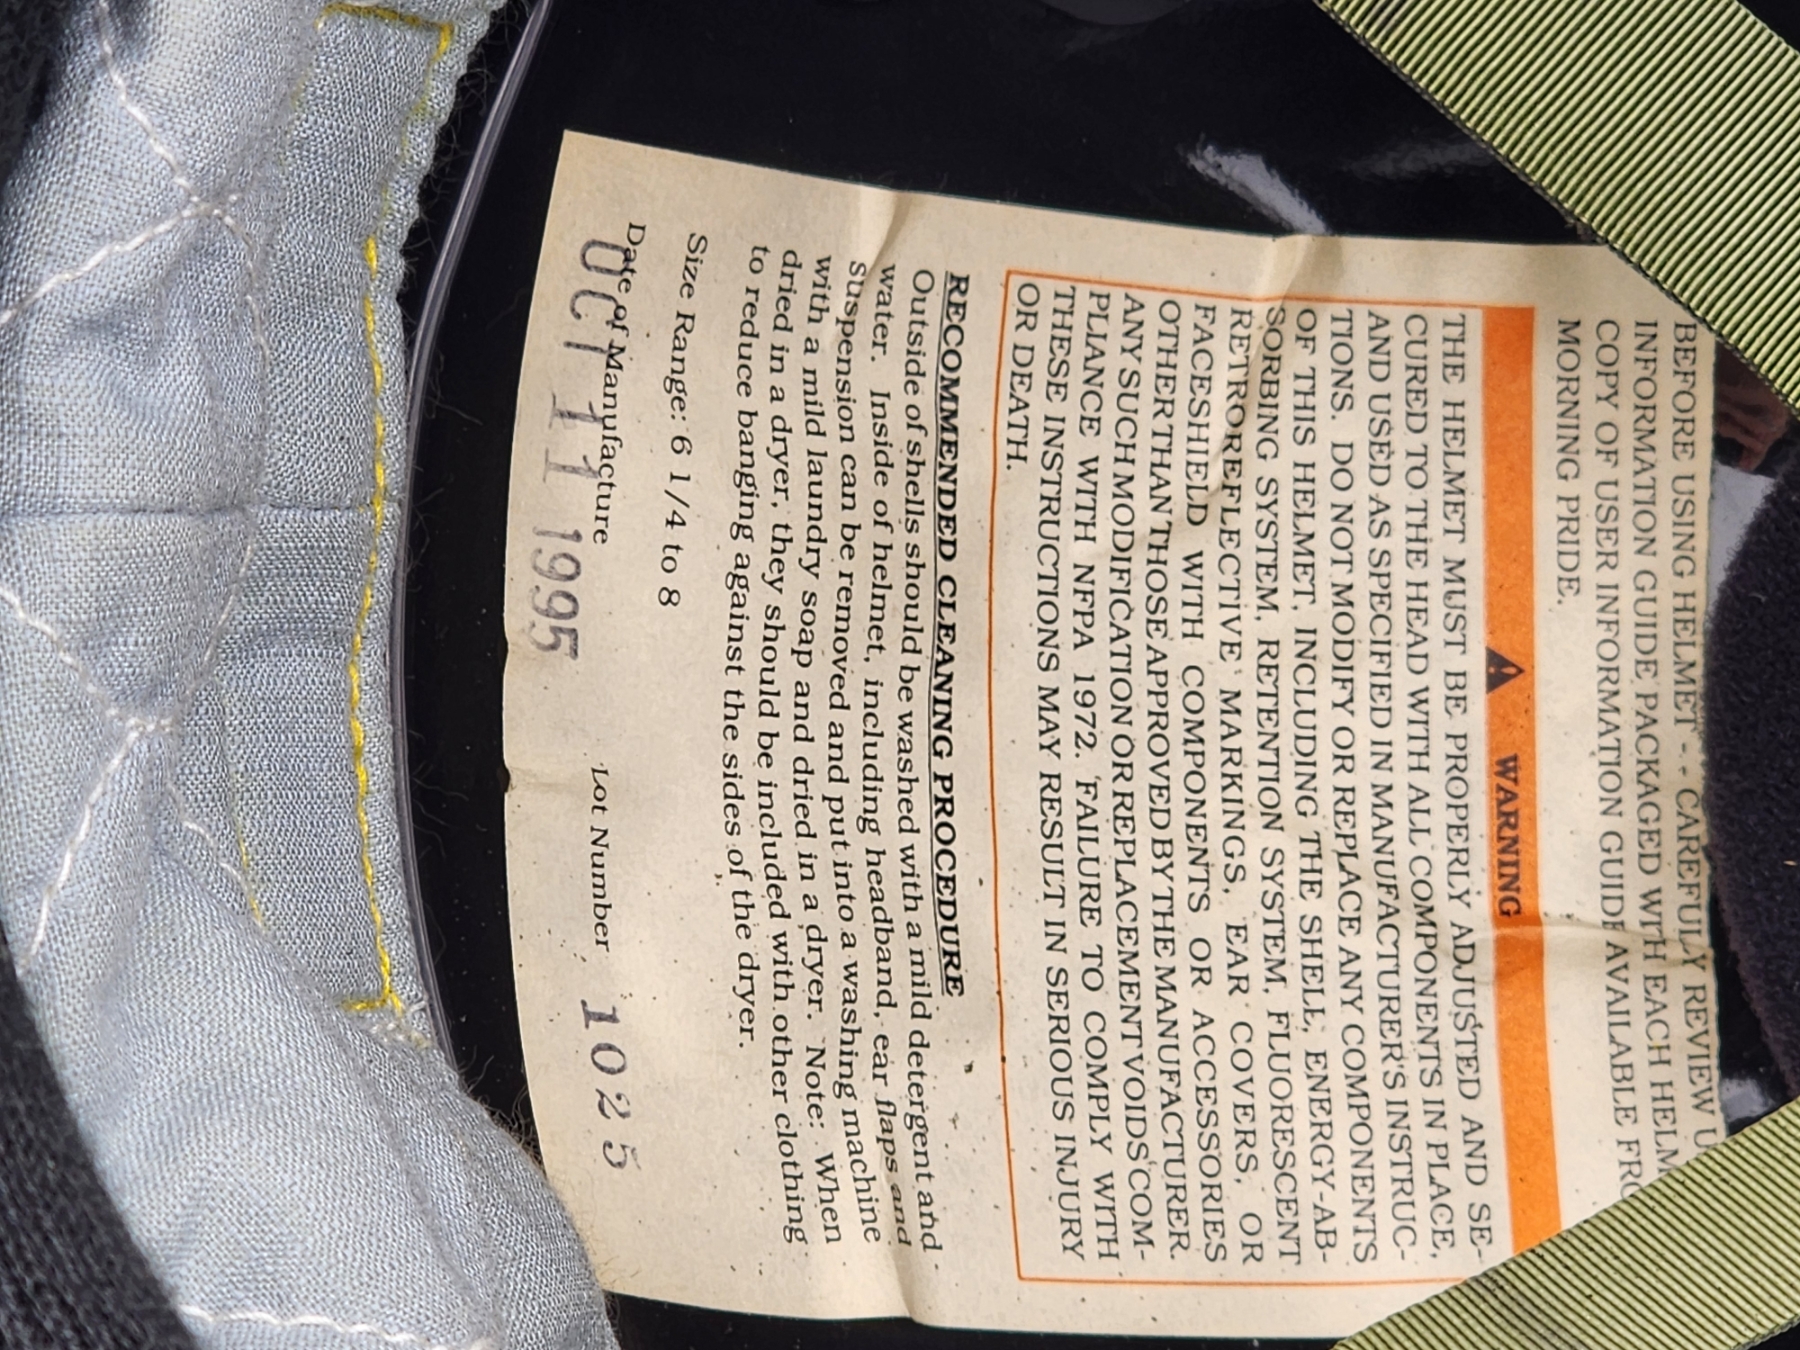 BEFORE USING HELMET - - CAREFULLY REVIEW
INFORMATION GUIDE PACKAGED WITH EACH
COPY OF USER INFORMATION GUIDE AVAILABLE
MORNING PRIDE.
WARNING
THE HELMET MUST BE PROPERLY ADJUSTED AND SE-
CURED TO THE HEAD WITH ALL COMPONENTS IN PLACE,
AND USED AS SPECIFIED IN MANUFACTURER'S INSTRUC-
TIONS. DO NOT MODIFY OR REPLACE ANY COMPONENTS
OF THIS HELMET, INCLUDING THE SHELL, ENERGY-AB-
SORBING SYSTEM, RETENTION SYSTEM, FLUORESCENT
RETROREFLECTIVE MARKINGS, EAR COVERS, OR
FACESHIELD WITH COMPONENTS OR ACCESSORIES
OTHER THAN THOSE APPROVED BY THE MANUFACTURER.
ANY SUCH MODIFICATION OR REPLACEMENT VOIDS COM-
PLIANCE WITH NFPA 1972. FAILURE TO COMPLY WITH
THESE INSTRUCTIONS MAY RESULT IN SERIOUS INJURY
OR DEATH.
RECOMMENDED CLEANING PROCEDURE
Outside of shells should be washed with a mild detergent and
water. Inside of helmet, including headband, ear flaps and
suspension can be removed and put into a washing machine
with a mild laundry soap and dried in a dryer. Note: When
dried in a dryer, they should be included with other clothing
to reduce banging against the sides of the dryer.
Size Range: 6 1/4 to 8
Date of Manufacture Lot Number
OCT 11 1995 1025